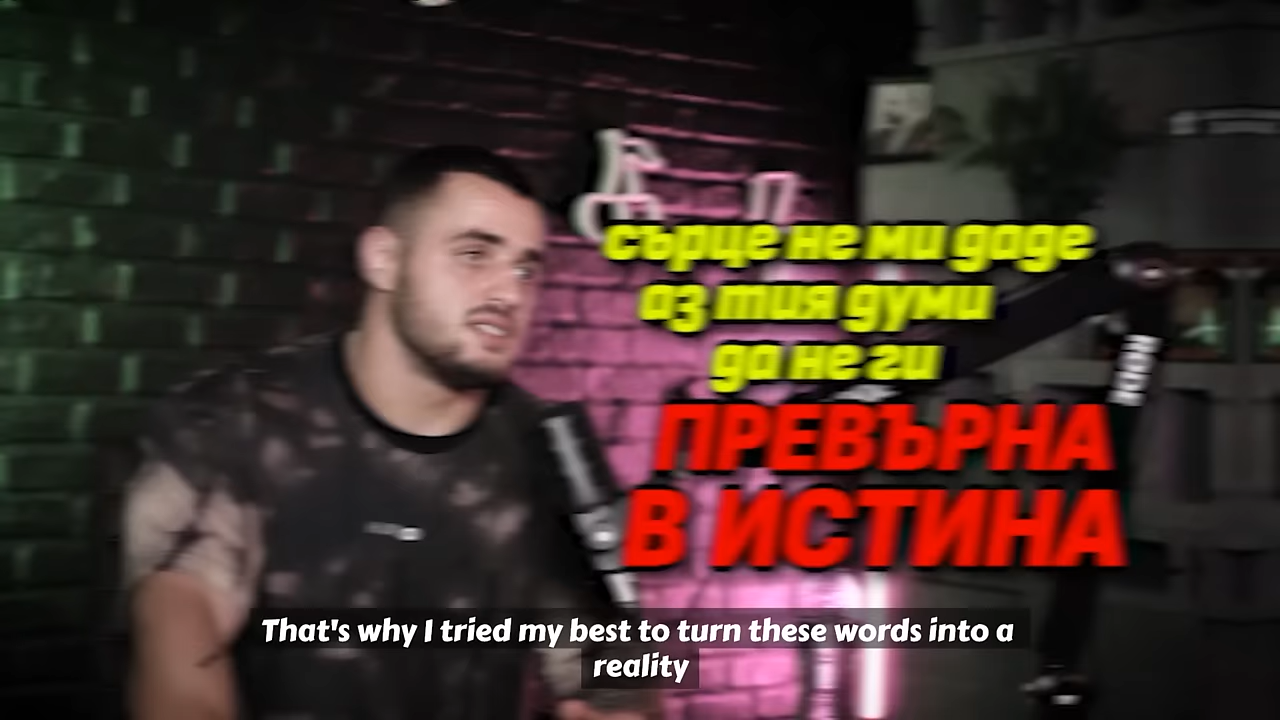 сърце не ми даде
аз тия думи
да не ги
ПРЕВЪРНА
В ИСТИНА
That's why I tried my best to turn these words into a
reality